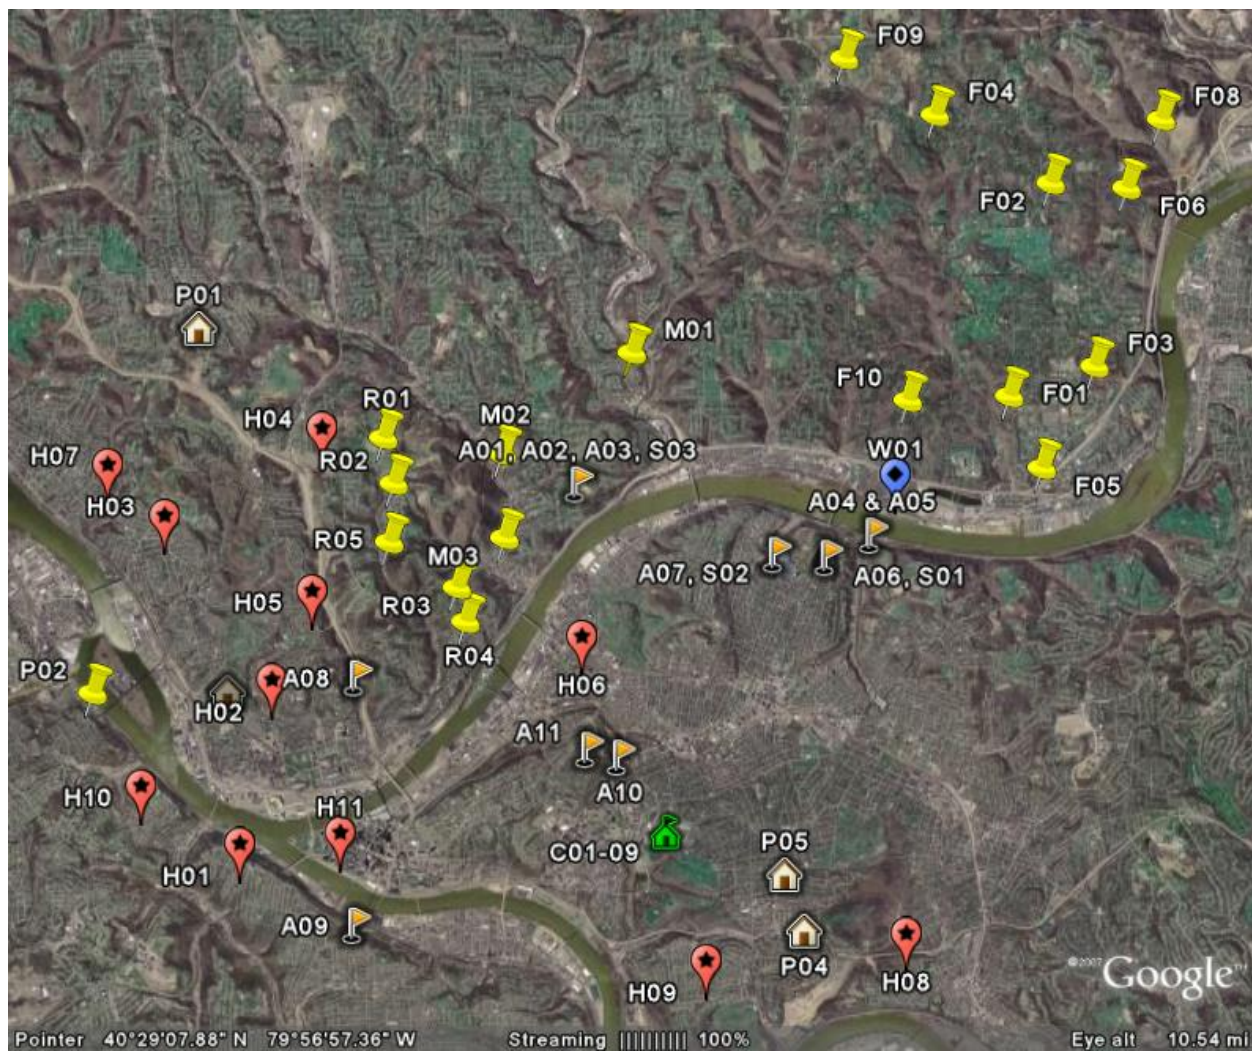 F09
F04
F08
F02
F06
P01
M01
F03
F10
F01
H04
R01
M02
H07
R02
A01, A02, A03, S03
W01
H03
F05
A04 & A05
R05
M03
A07, S02
A06, S01
H05
R03
R04
P02
A08
H06
H02
A11
A10
H10
H11
C01-09
P05
H01
A09
P04
H09
H08
©2007 Google™
Pointer 40°29'07.88" N 79°56'57.36" W Streaming |||||||||| 100% Eye alt 10.54 mi